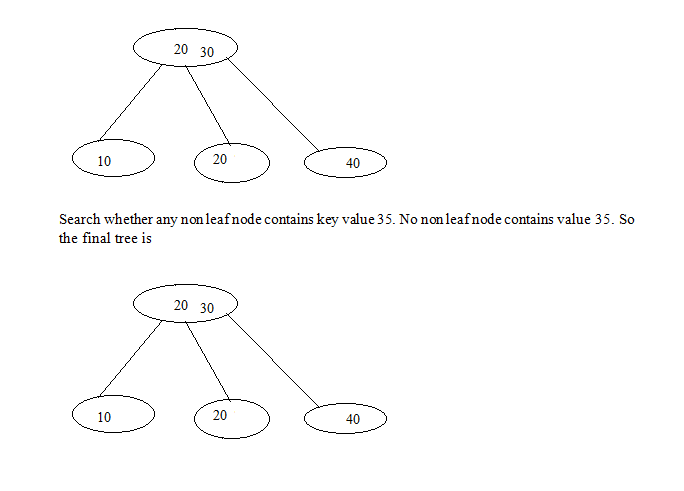 20 30
10 20 40
Search whether any non leaf node contains key value 35. No non leaf node contains value 35. So
the final tree is
20 30
10 20 40